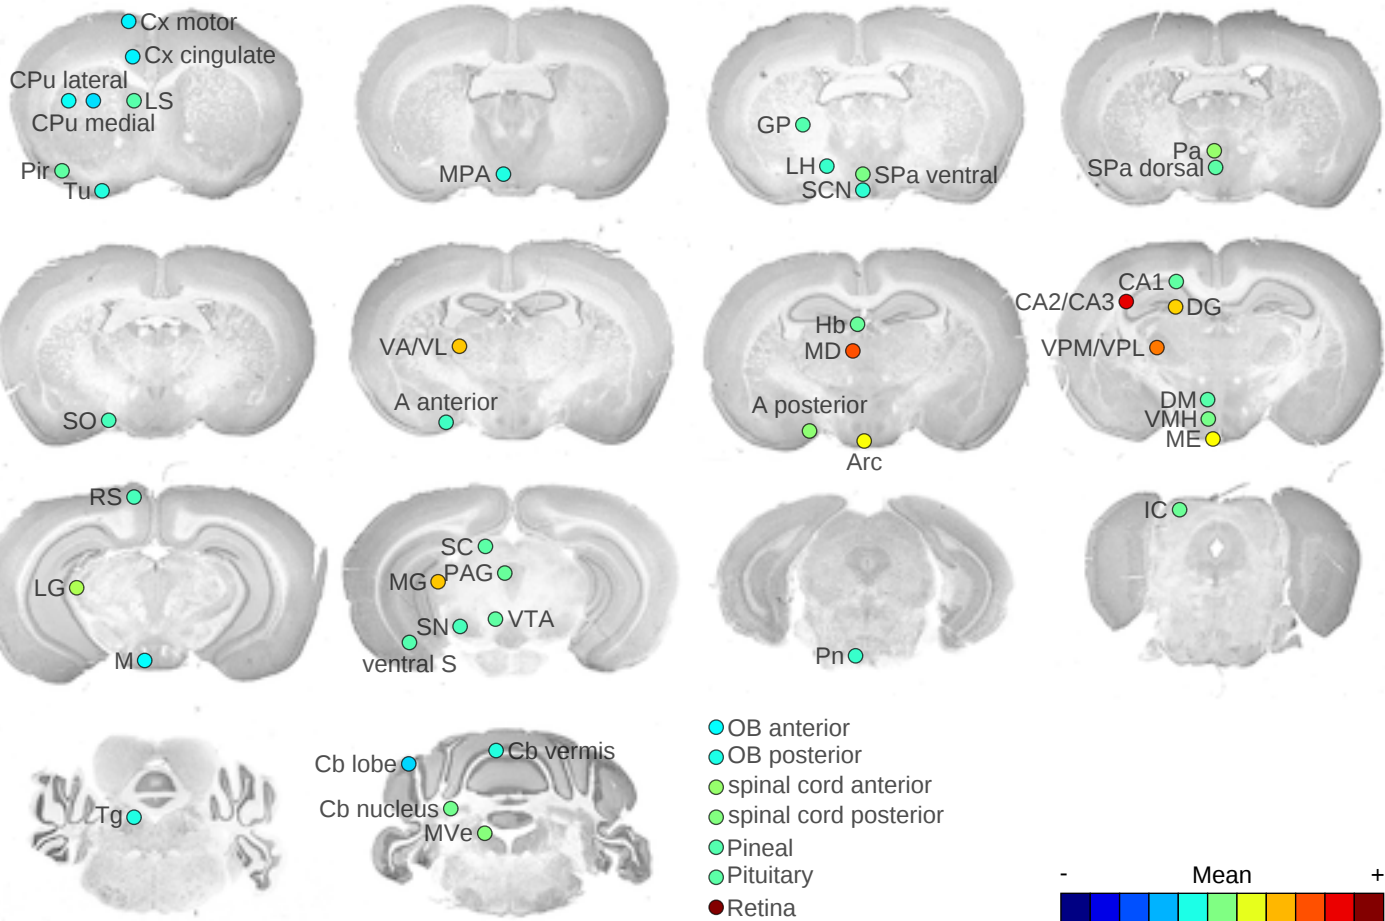 Cx motor
Cx cingulate
CPu lateral
LS
CPu medial
Pir
Tu
MPA
GP
LH
SPa ventral
SCN
Pa
SPa dorsal
SO
VA/VL
A anterior
Hb
MD
A posterior
Arc
CA1
CA2/CA3
DG
VPM/VPL
DM
VMH
ME
RS
LG
M
SC
MG
PAG
SN
VTA
ventral S
Pn
IC
Tg
Cb lobe
Cb vermis
Cb nucleus
MVe
OB anterior
OB posterior
spinal cord anterior
spinal cord posterior
Pineal
Pituitary
Retina
- Mean +